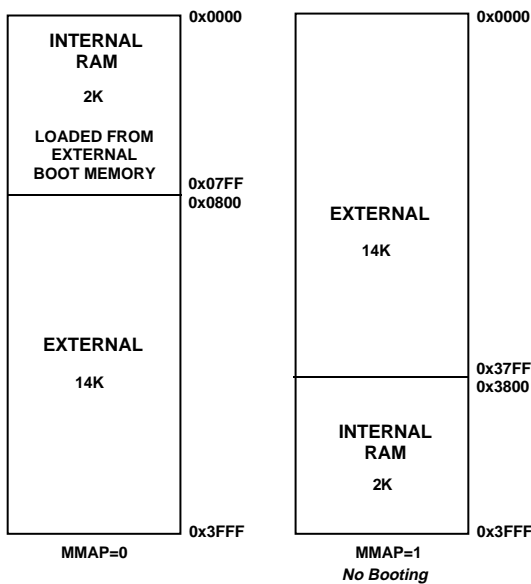 0x0000
INTERNAL
RAM
2K
LOADED FROM
EXTERNAL
BOOT MEMORY
0x07FF
0x0800
EXTERNAL
14K
0x3FFF
MMAP=0
0x0000
EXTERNAL
14K
0x37FF
0x3800
INTERNAL
RAM
2K
0x3FFF
MMAP=1
No Booting